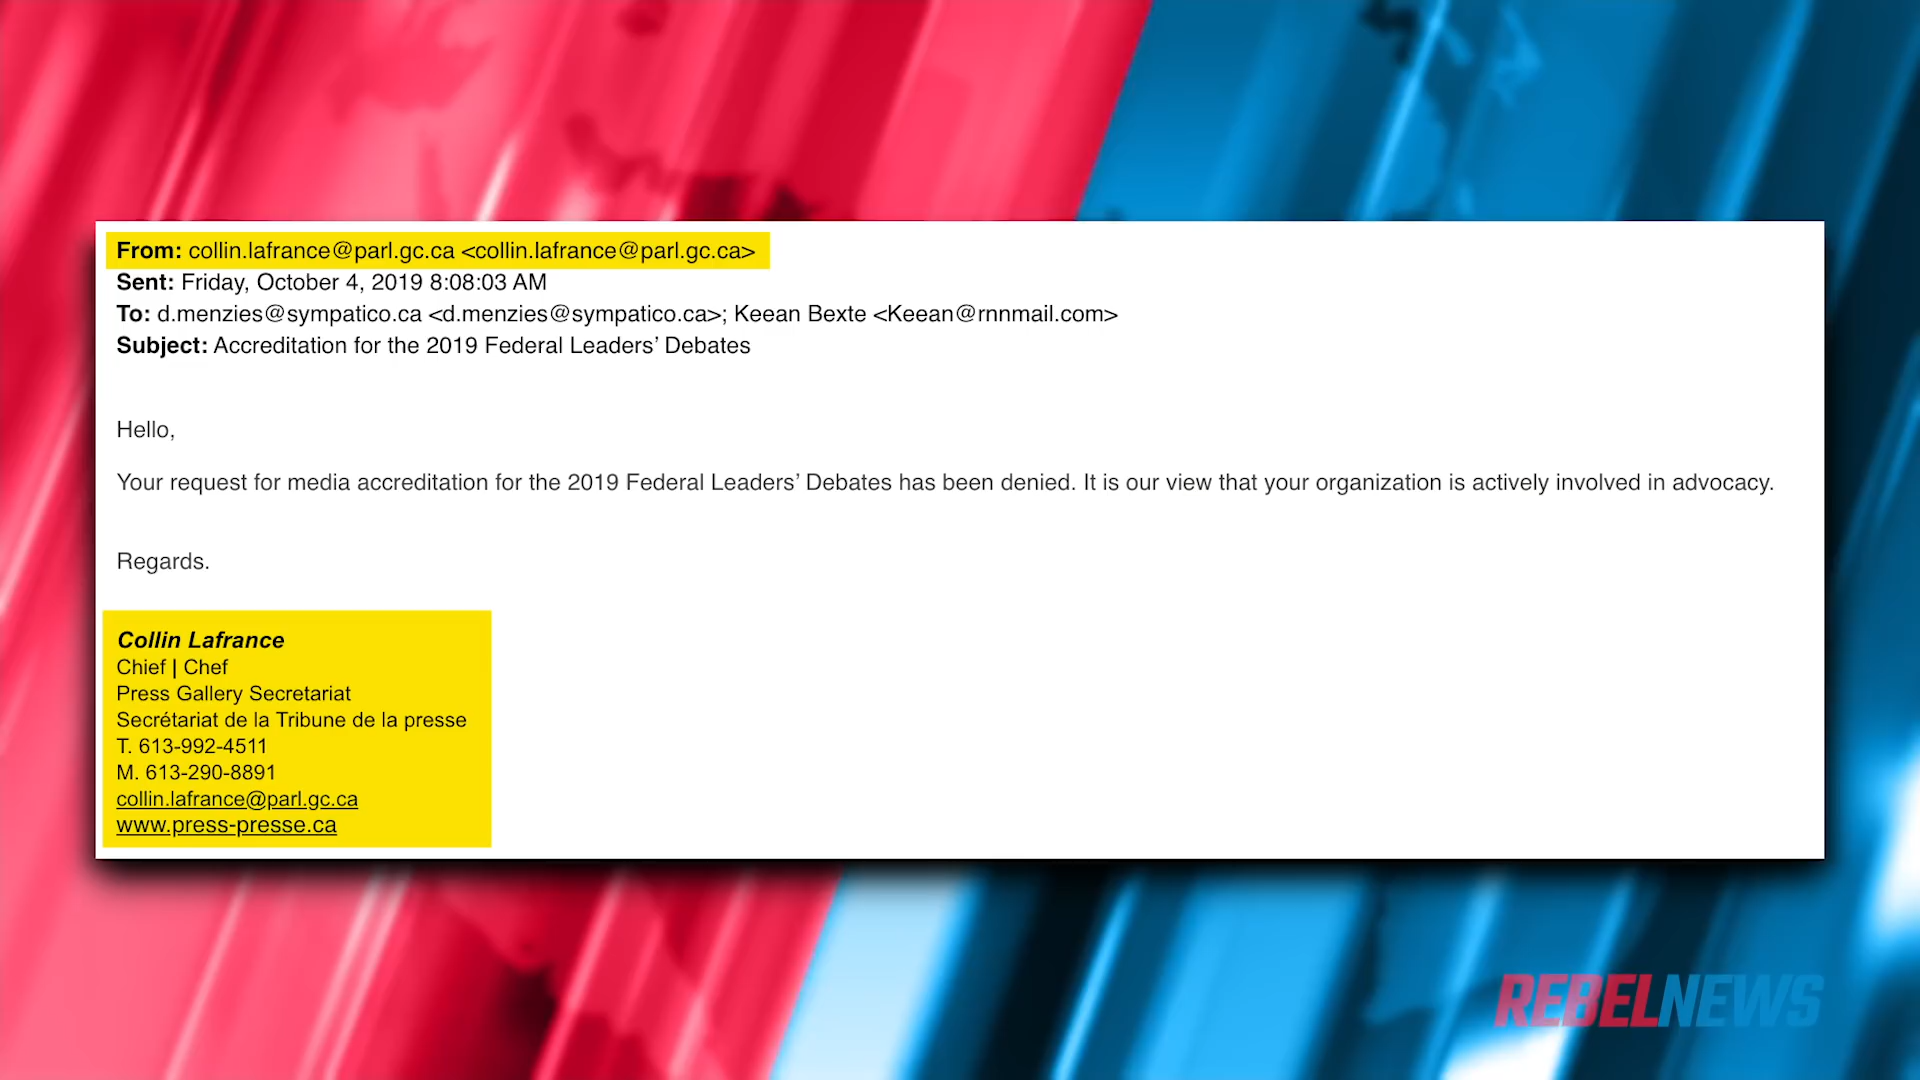 From: collin.lafrance@parl.gc.ca <collin.lafrance@parl.gc.ca>
Sent: Friday, October 4, 2019 8:08:03 AM
To: d.menzies@sympatico.ca <d.menzies@sympatico.ca>; Keean Bexte <Keean@rnnmail.com>
Subject: Accreditation for the 2019 Federal Leaders’ Debates
Hello,
Your request for media accreditation for the 2019 Federal Leaders’ Debates has been denied. It is our view that your organization is actively involved in advocacy.
Regards.
Collin Lafrance
Chief | Chef
Press Gallery Secretariat
Secrétariat de la Tribune de la presse
T. 613-992-4511
M. 613-290-8891
collin.lafrance@parl.gc.ca
www.press-presse.ca
REBELNEWS